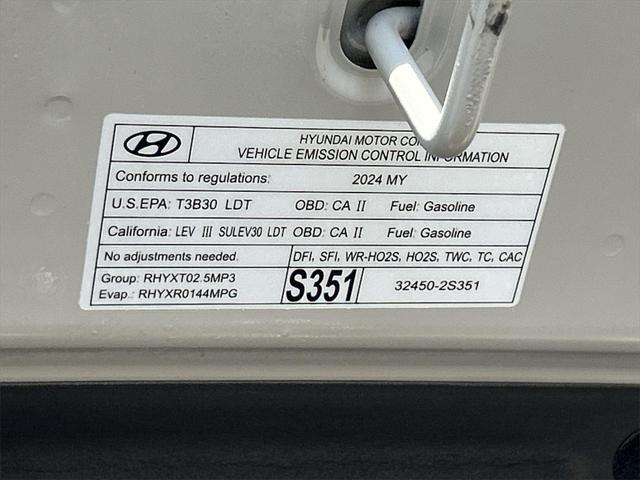 HYUNDAI MOTOR
VEHICLE EMISSION CONTROL INFORMATION
Conforms to regulations: 2024 MY
U.S.EPA: T3B30 LDT OBD: CA II Fuel: Gasoline
California: LEV III SULEV30 LDT OBD: CA II Fuel: Gasoline
No adjustments needed. DFI, SFI, WR-HO2S, HO2S, TWC, TC, CAC
Group: RHYXT02.5MP3
Evap.: RHYXR0144MPG
S351
32450-2S351